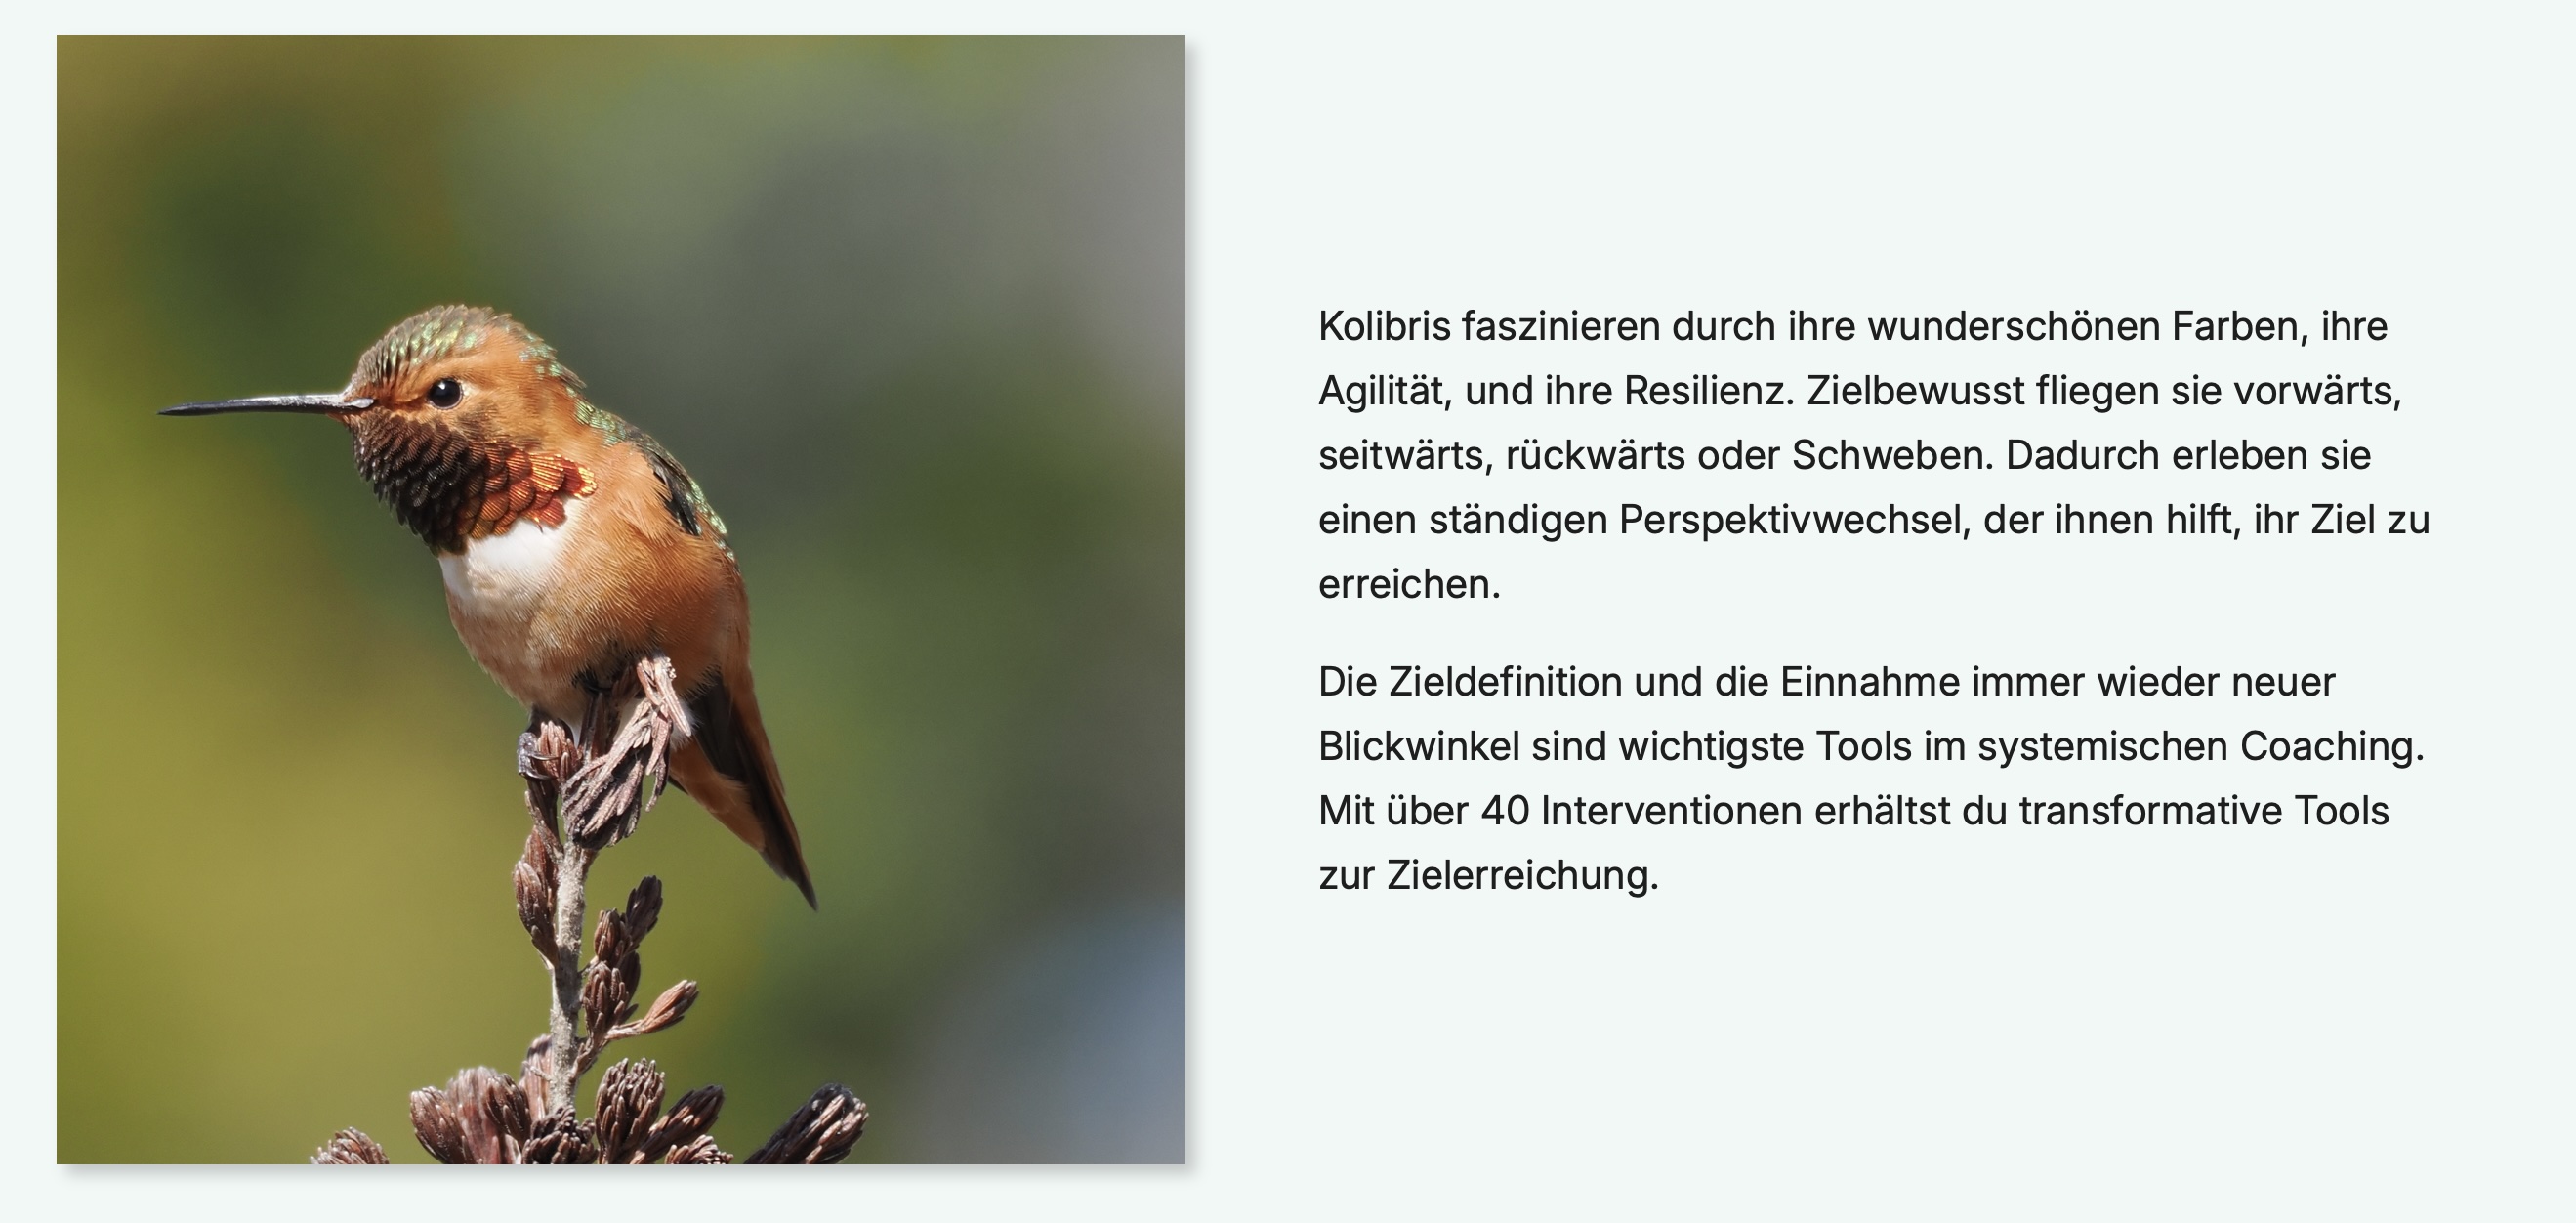 Kolibris faszinieren durch ihre wunderschönen Farben, ihre
Agilität, und ihre Resilienz. Zielbewusst fliegen sie vorwärts,
seitwärts, rückwärts oder Schweben. Dadurch erleben sie
einen ständigen Perspektivwechsel, der ihnen hilft, ihr Ziel zu
erreichen.
Die Zieldefinition und die Einnahme immer wieder neuer
Blickwinkel sind wichtigste Tools im systemischen Coaching.
Mit über 40 Interventionen erhältst du transformative Tools
zur Zielerreichung.